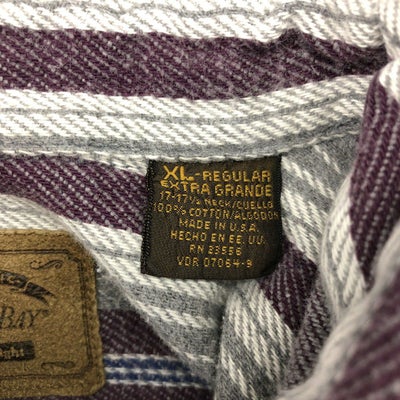 XL-REGULAR
EXTRA GRANDE
17-17½ NECK/CUELLO
100% COTTON/ALGODON
MADE IN U.S.A.
HECHO EN EE. UU.
RN 23556
VDR 07064-9
BAY